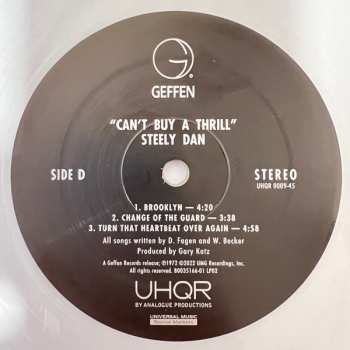 G
GEFFEN
"CAN'T BUY A THRILL"
STEELY DAN
SIDE D
STEREO
UHQR 0009-45
1. BROOKLYN — 4:20
2. CHANGE OF THE GUARD — 3:38
3. TURN THAT HEARTBEAT OVER AGAIN — 4:58
All songs written by D. Fagen and W. Becker
Produced by Gary Katz
A Geffen Records release; ©1972 ©2022 UMG Recordings, Inc.
All rights reserved. B0035166-01 LP02
UHQR
BY ANALOGUE PRODUCTIONS
UNIVERSAL MUSIC
Special Markets